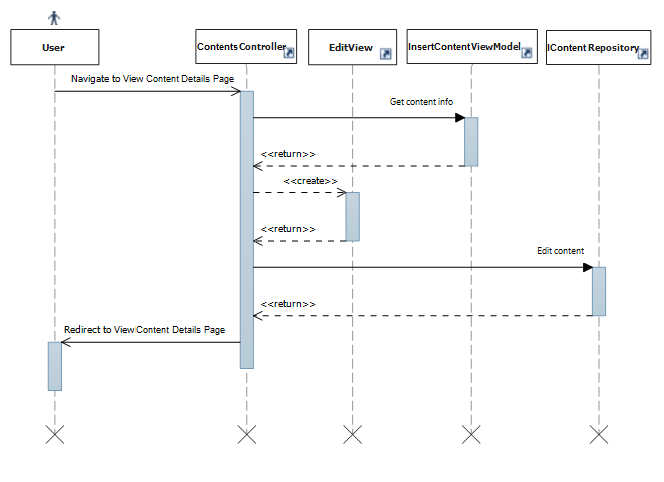 User
ContentsController
EditView
InsertContentViewModel
IContentRepository
Navigate to View Content Details Page
Get content info
<<return>>
<<create>>
<<return>>
Edit content
<<return>>
Redirect to View Content Details Page